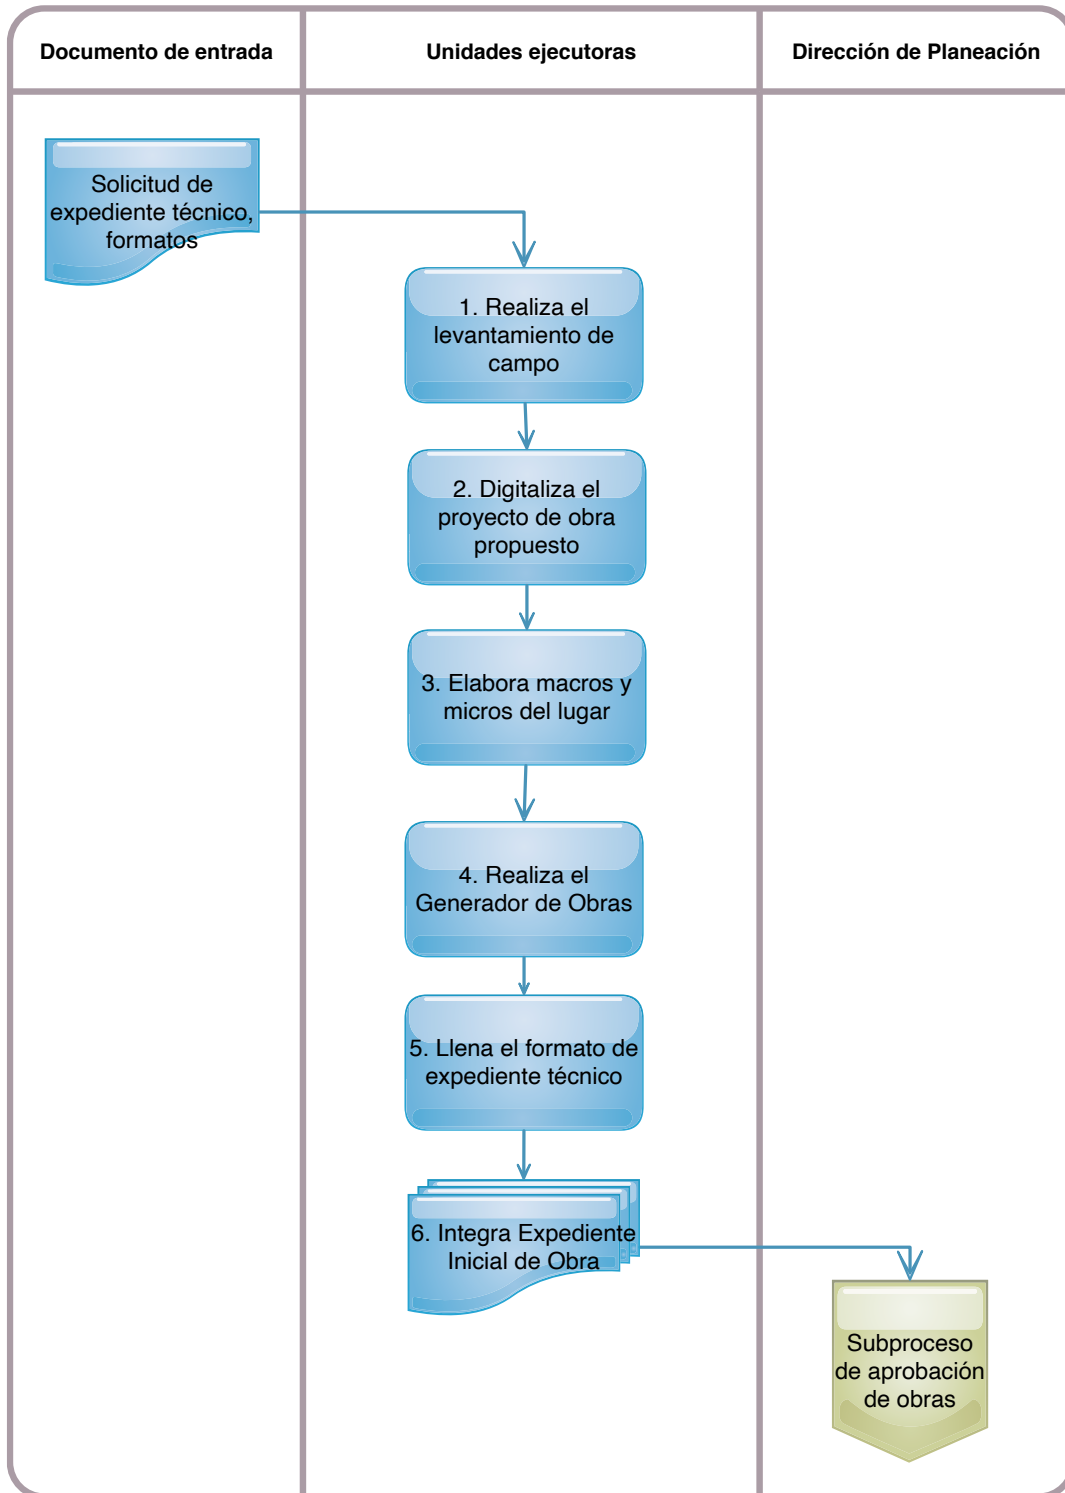 Documento de entrada
Unidades ejecutoras
Dirección de Planeación
Solicitud de
expediente técnico,
formatos
1. Realiza el
levantamiento de
campo
2. Digitaliza el
proyecto de obra
propuesto
3. Elabora macros y
micros del lugar
4. Realiza el
Generador de Obras
5. Llena el formato de
expediente técnico
6. Integra Expediente
Inicial de Obra
Subproceso
de aprobación
de obras